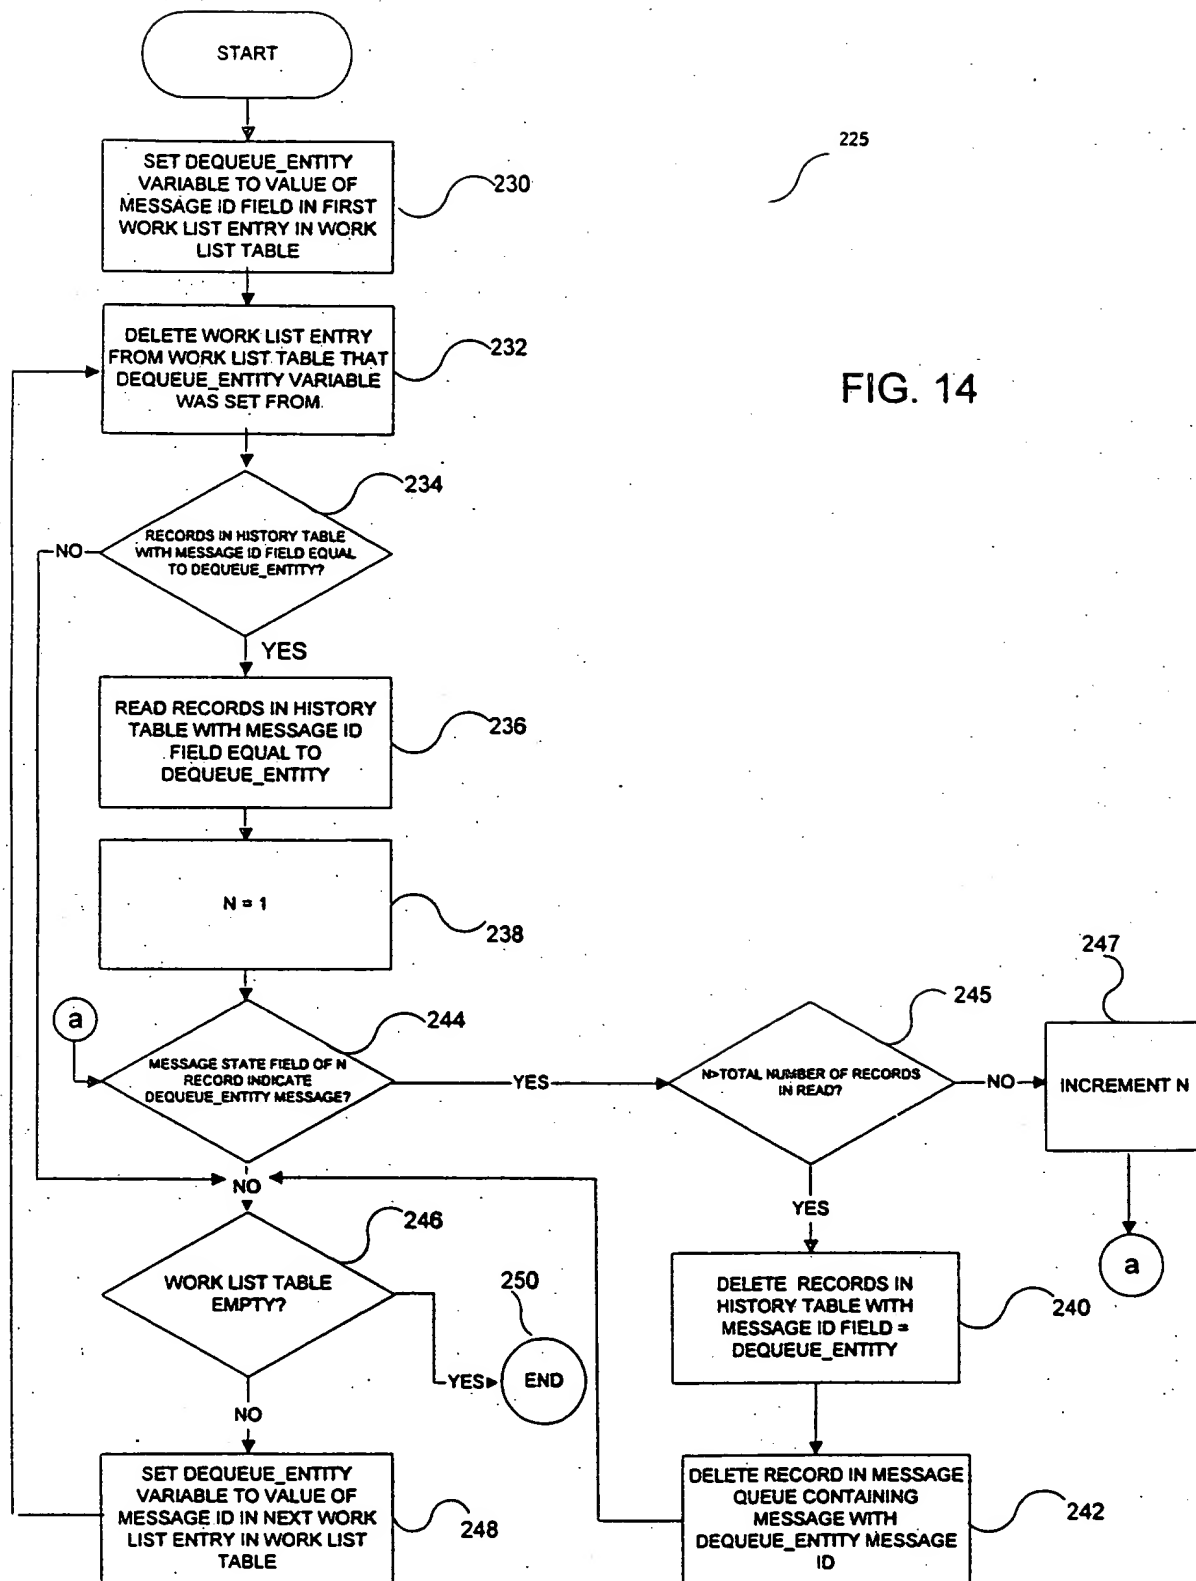 START
225
SET DEQUEUE_ENTITY
VARIABLE TO VALUE OF
MESSAGE ID FIELD IN FIRST
WORK LIST ENTRY IN WORK
LIST TABLE
230
DELETE WORK LIST ENTRY
FROM WORK LIST TABLE THAT
DEQUEUE_ENTITY VARIABLE
WAS SET FROM
232
FIG. 14
234
RECORDS IN HISTORY TABLE
WITH MESSAGE ID FIELD EQUAL
TO DEQUEUE_ENTITY?
NO
YES
READ RECORDS IN HISTORY
TABLE WITH MESSAGE ID
FIELD EQUAL TO
DEQUEUE_ENTITY
236
N = 1
238
a
244
MESSAGE STATE FIELD OF N
RECORD INDICATE
DEQUEUE_ENTITY MESSAGE?
YES
245
N>TOTAL NUMBER OF RECORDS
IN READ?
NO
247
INCREMENT N
a
NO
YES
246
WORK LIST TABLE
EMPTY?
250
YES
END
NO
DELETE RECORDS IN
HISTORY TABLE WITH
MESSAGE ID FIELD =
DEQUEUE_ENTITY
240
SET DEQUEUE_ENTITY
VARIABLE TO VALUE OF
MESSAGE ID IN NEXT WORK
LIST ENTRY IN WORK LIST
TABLE
248
DELETE RECORD IN MESSAGE
QUEUE CONTAINING
MESSAGE WITH
DEQUEUE_ENTITY MESSAGE
ID
242